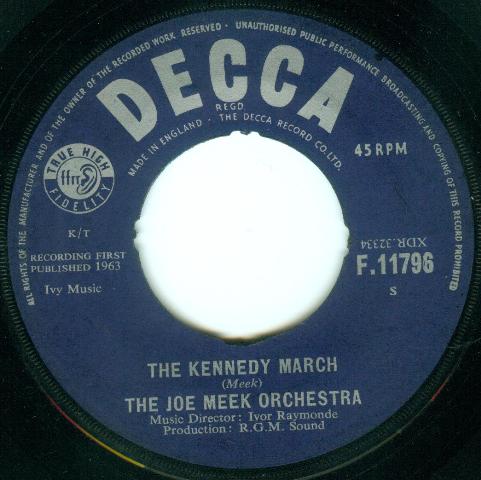 ALL RIGHTS OF THE MANUFACTURER AND OF THE OWNER OF THE RECORDED WORK RESERVED · UNAUTHORISED PUBLIC PERFORMANCE BROADCASTING AND COPYING OF THIS RECORD PROHIBITED
DECCA
REGD.
MADE IN ENGLAND · THE DECCA RECORD CO. LTD.
TRUE HIGH
ffrr
FIDELITY
45 RPM
K/T
XDR.32334
RECORDING FIRST
PUBLISHED 1963
F.11796
Ivy Music
S
THE KENNEDY MARCH
(Meek)
THE JOE MEEK ORCHESTRA
Music Director: Ivor Raymonde
Production: R.G.M. Sound